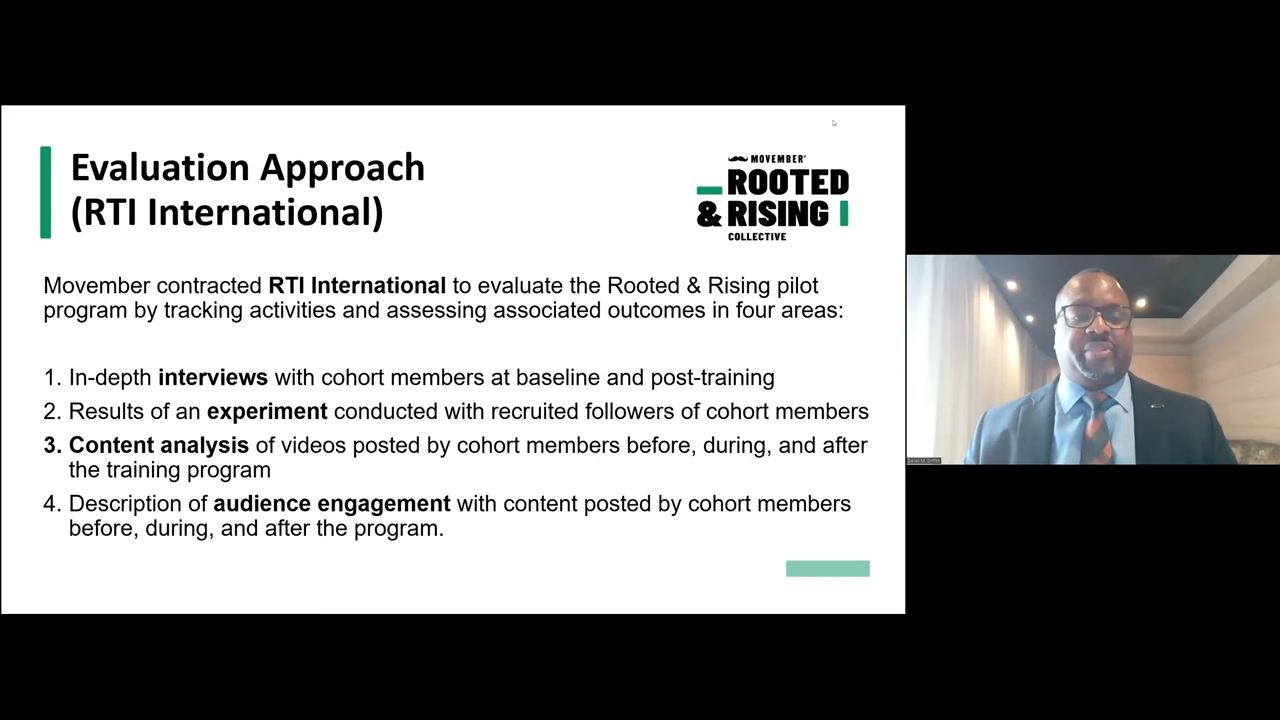 Evaluation Approach
(RTI International)
MOVEMBER®
ROOTED
& RISING
COLLECTIVE
Movember contracted RTI International to evaluate the Rooted & Rising pilot
program by tracking activities and assessing associated outcomes in four areas:
1. In-depth interviews with cohort members at baseline and post-training
2. Results of an experiment conducted with recruited followers of cohort members
3. Content analysis of videos posted by cohort members before, during, and after
the training program
4. Description of audience engagement with content posted by cohort members
before, during, and after the program.
Derek M. Griffith